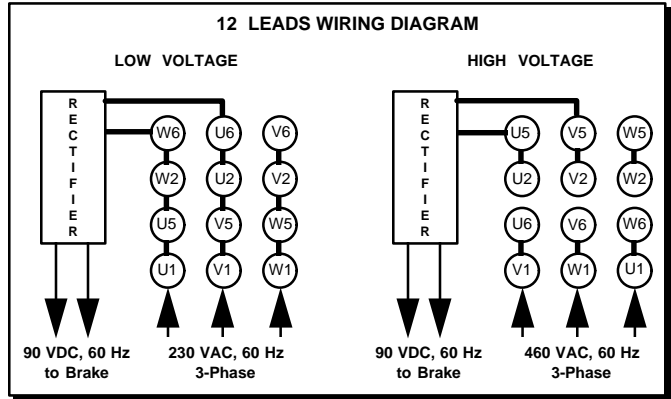 12 LEADS WIRING DIAGRAM
LOW VOLTAGE
RECTIFIER
W6 U6 V6
W2 U2 V2
U5 V5 W5
U1 V1 W1
90 VDC, 60 Hz
to Brake
230 VAC, 60 Hz
3-Phase
HIGH VOLTAGE
RECTIFIER
U5 V5 W5
U2 V2 W2
U6 V6 W6
V1 W1 U1
90 VDC, 60 Hz
to Brake
460 VAC, 60 Hz
3-Phase